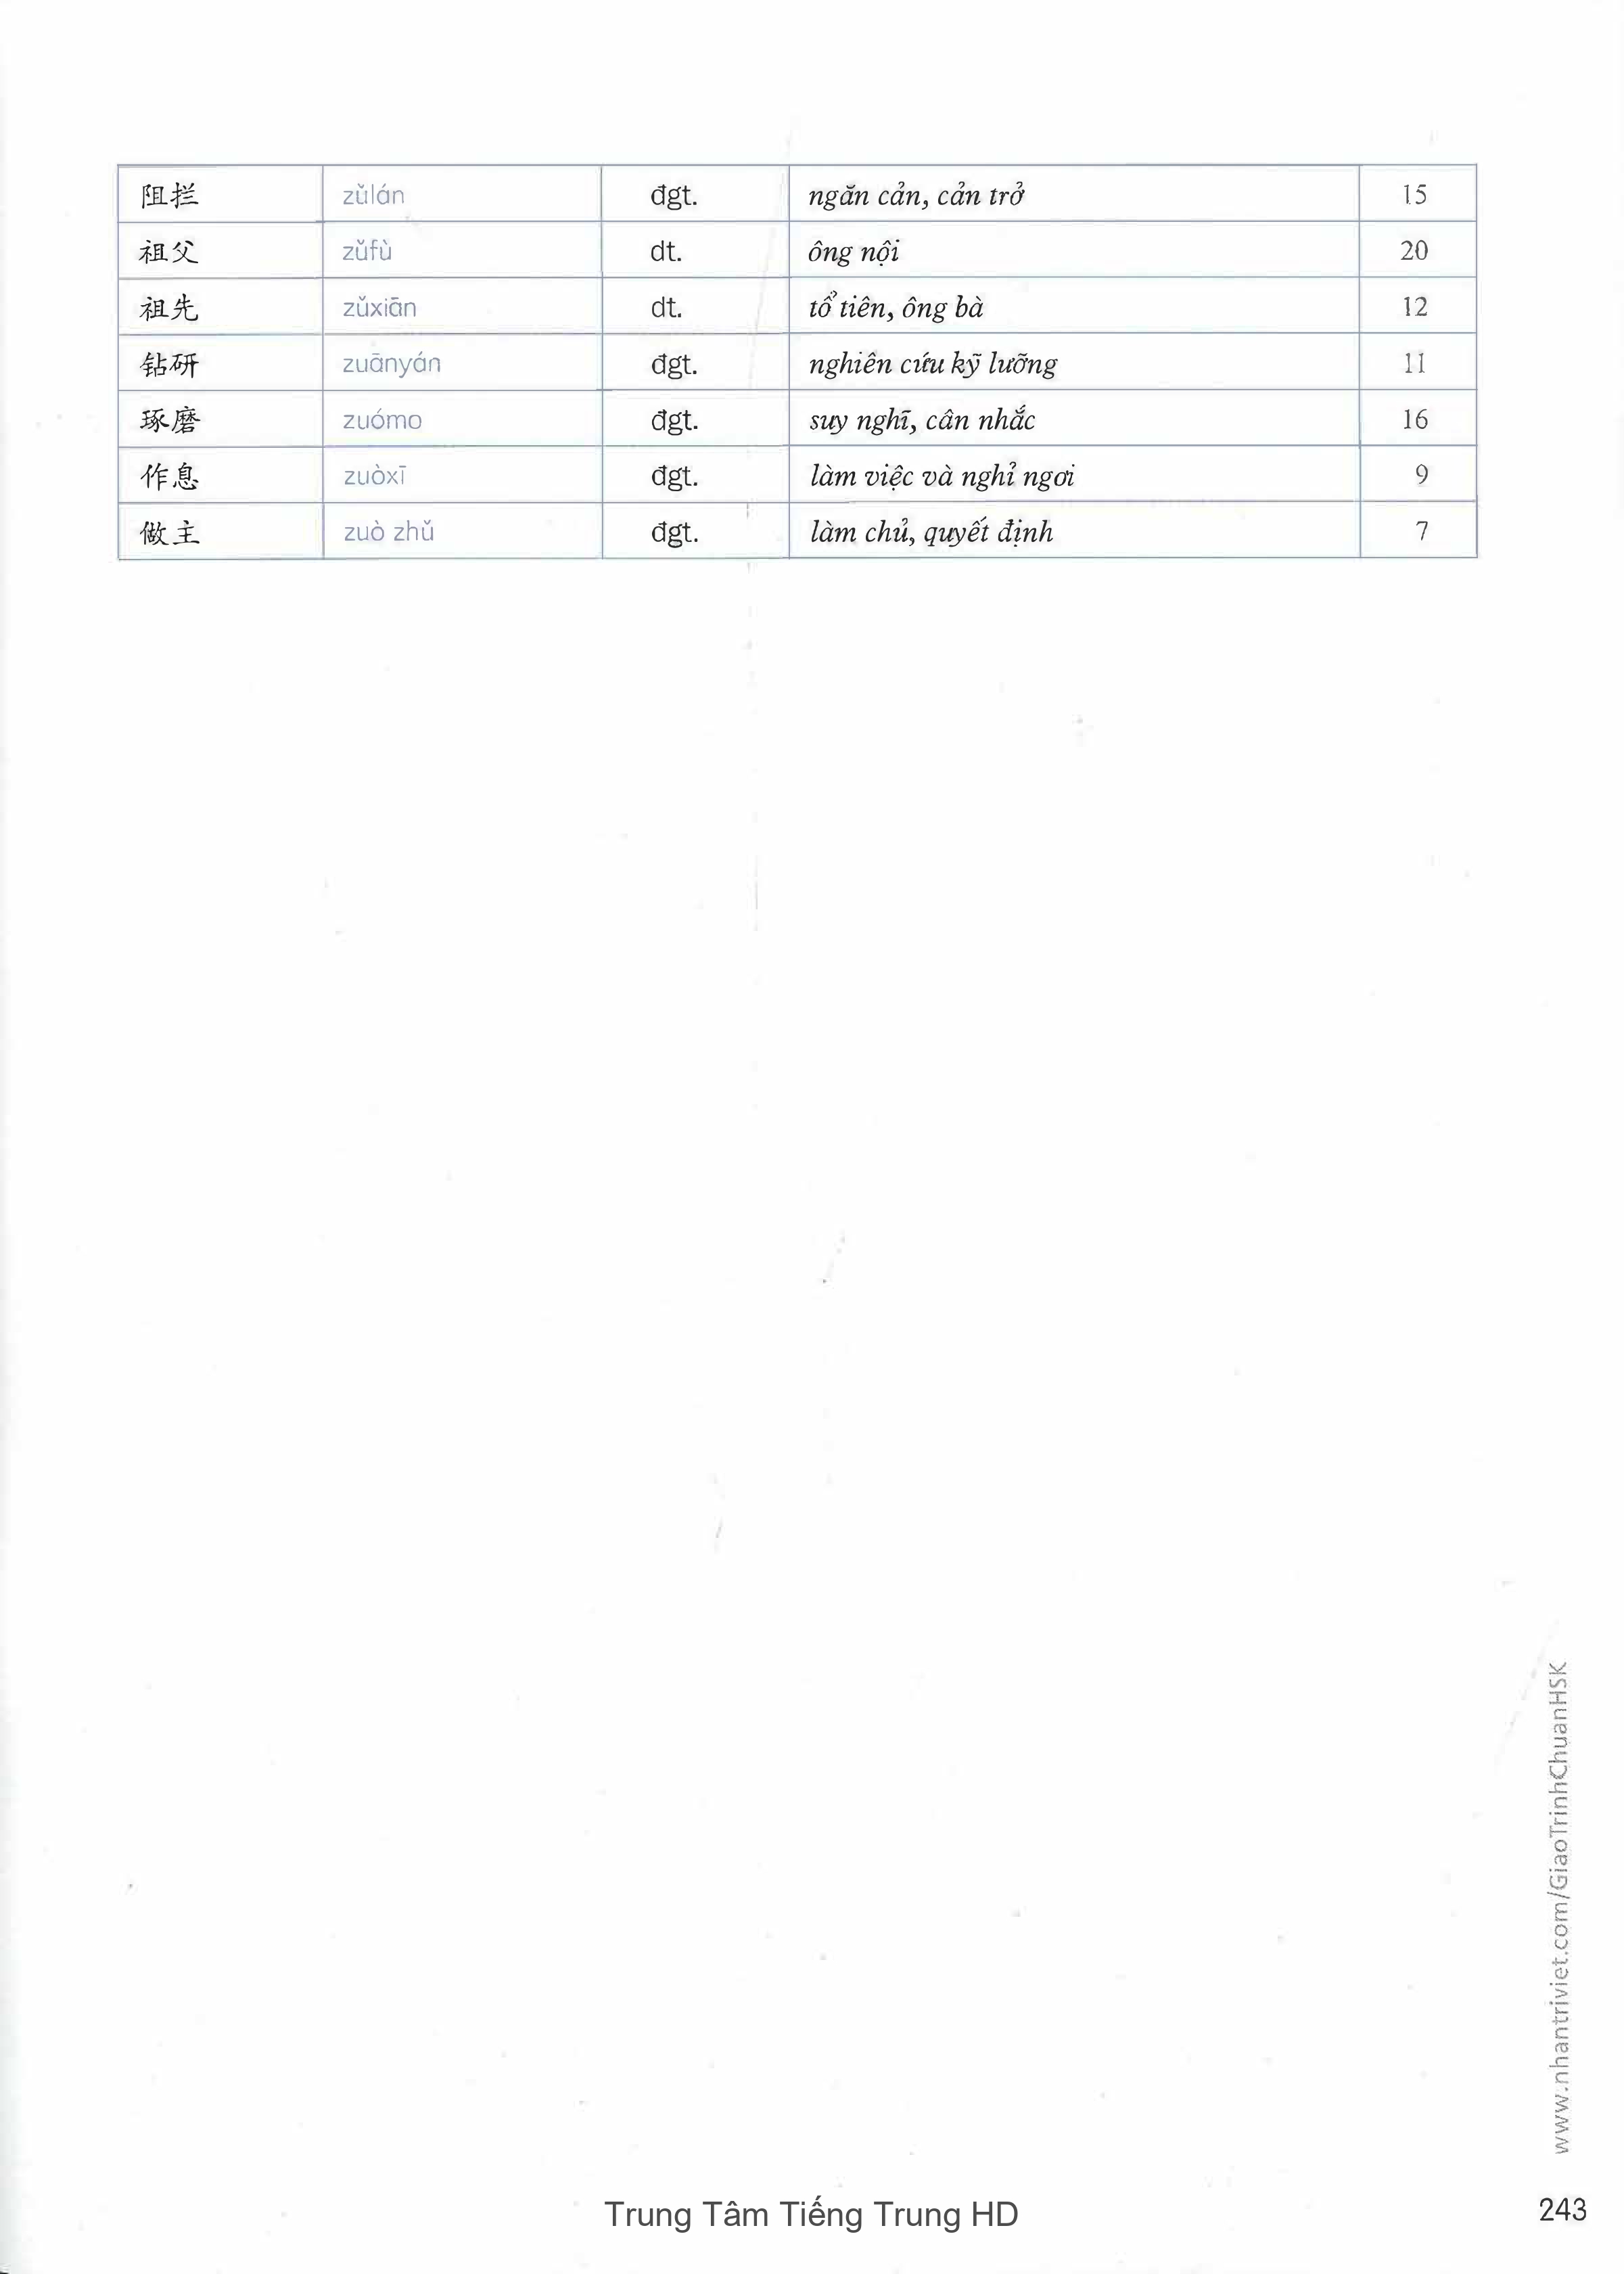 阻拦 zǔlán đgt. ngăn cản, cản trở 15
祖父 zǔfù dt. ông nội 20
祖先 zǔxiān dt. tổ tiên, ông bà 12
钻研 zuānyán đgt. nghiên cứu kỹ lưỡng 11
琢磨 zuómo đgt. suy nghĩ, cân nhắc 16
作息 zuòxī đgt. làm việc và nghỉ ngơi 9
做主 zuò zhǔ đgt. làm chủ, quyết định 7
www.nhantriviet.com/GiaoTrinhChuanHSK
Trung Tâm Tiếng Trung HD
243